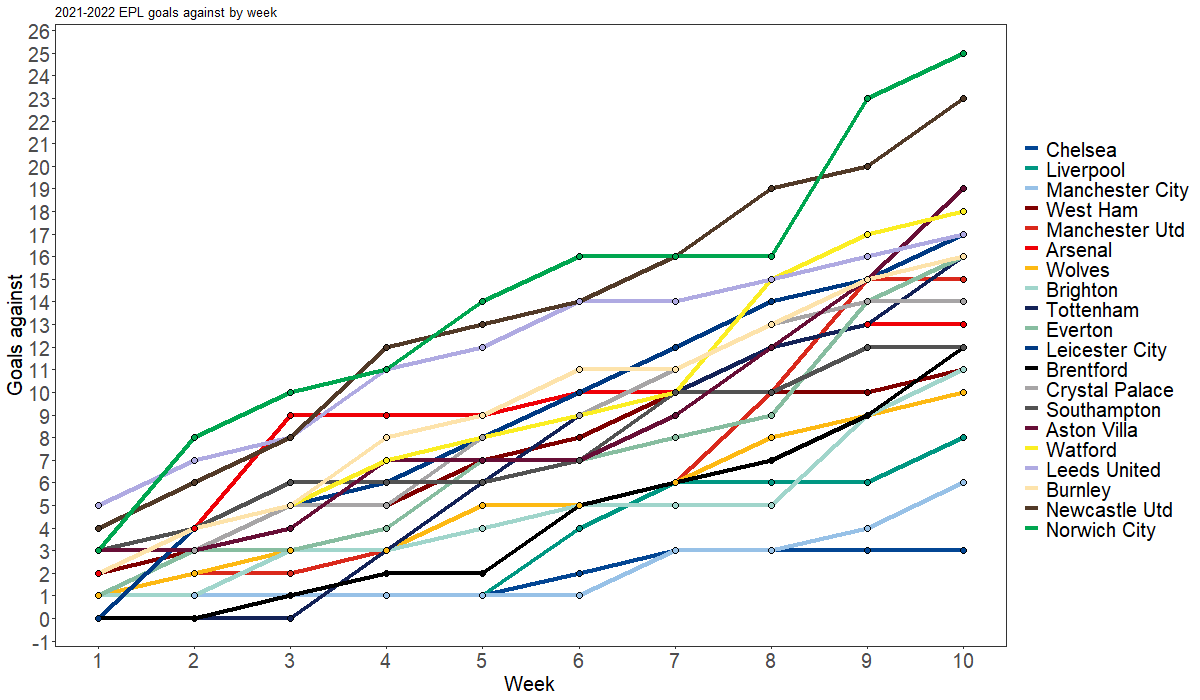 2021-2022 EPL goals against by week
26
25
24
23
22
21
20
19
18
17
16
15
14
13
12
11
10
9
8
7
6
5
4
3
2
1
0
-1
Goals against
1 2 3 4 5 6 7 8 9 10
Week
Chelsea
Liverpool
Manchester City
West Ham
Manchester Utd
Arsenal
Wolves
Brighton
Tottenham
Everton
Leicester City
Brentford
Crystal Palace
Southampton
Aston Villa
Watford
Leeds United
Burnley
Newcastle Utd
Norwich City